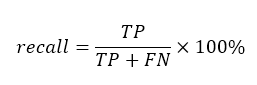 recall = TP / TP + FN × 100%